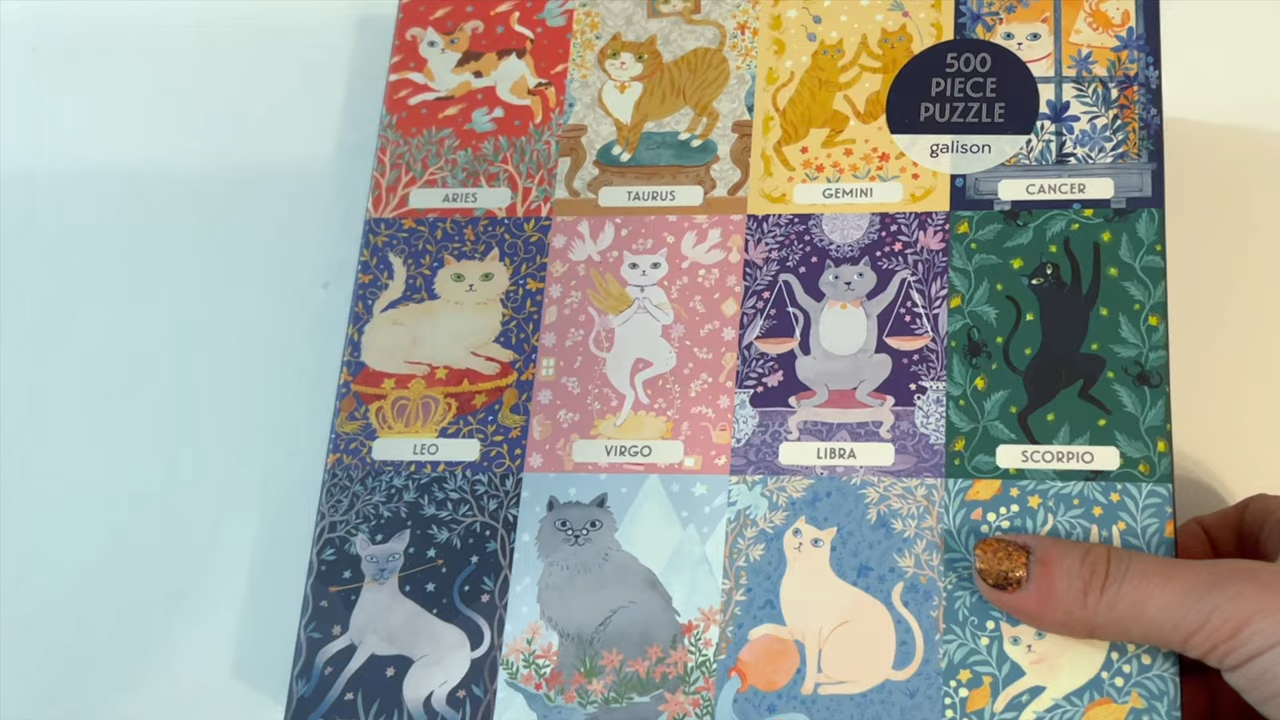 500
PIECE
PUZZLE
galison
ARIES
TAURUS
GEMINI
CANCER
LEO
VIRGO
LIBRA
SCORPIO